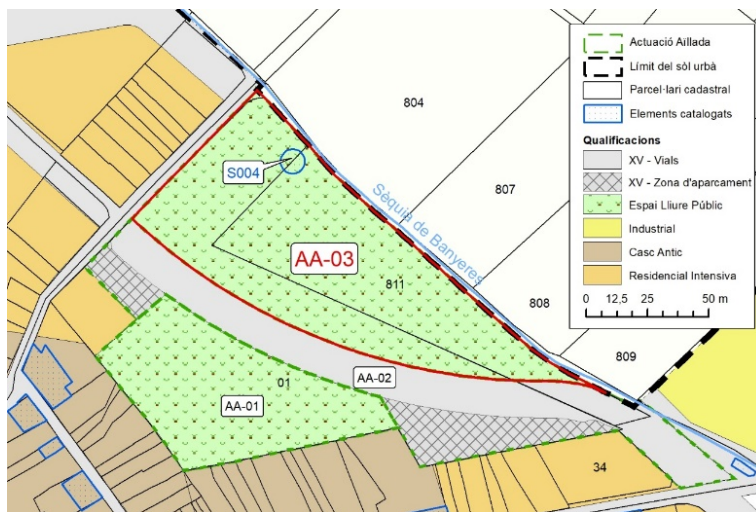 804
807
808
809
811
S004
Sèquia de Banyeres
AA-03
AA-02
01
AA-01
34
Actuació Aïllada
Límit del sòl urbà
Parcel·lari cadastral
Elements catalogats
Qualificacions
XV - Vials
XV - Zona d'aparcament
Espai Lliure Públic
Industrial
Casc Antic
Residencial Intensiva
0 12,5 25 50 m